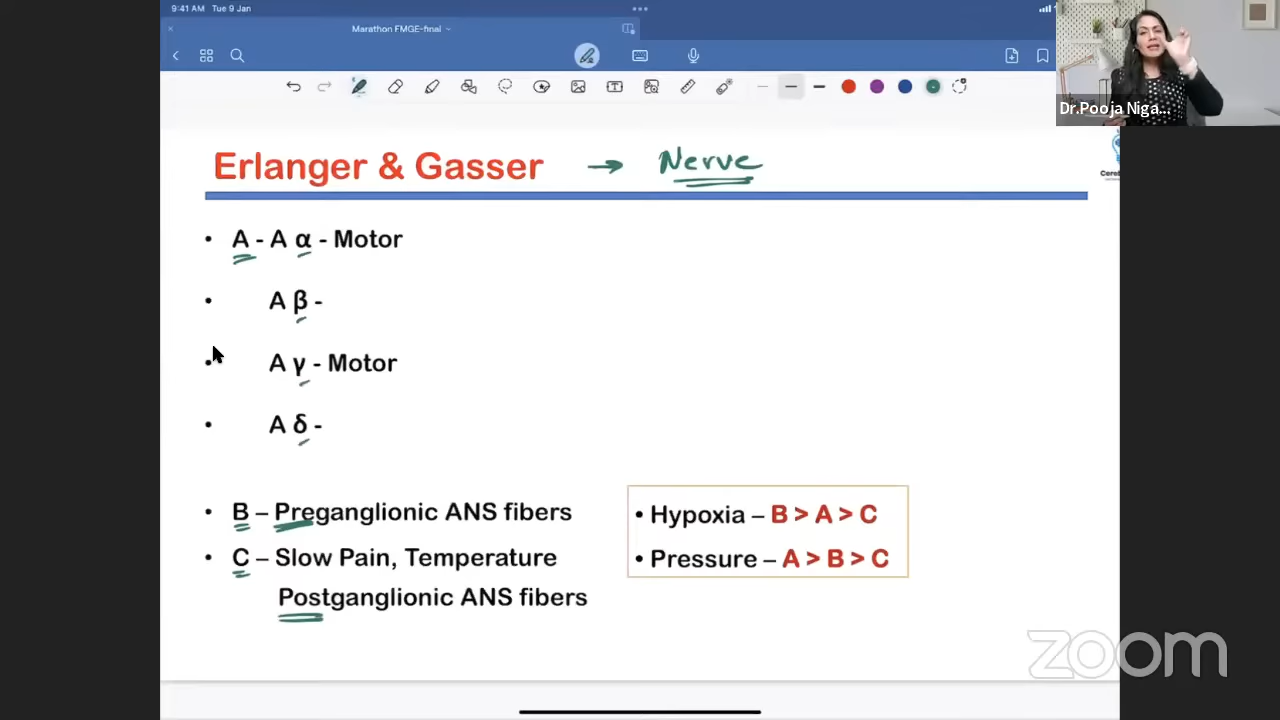 9:41 AM Tue 9 Jan
Marathon FMGE-final
Dr.Pooja Niga...
Erlanger & Gasser → Nerve
• A - A α - Motor
• A β -
• A γ - Motor
• A δ -
• B – Preganglionic ANS fibers
• C – Slow Pain, Temperature
Postganglionic ANS fibers
• Hypoxia – B > A > C
• Pressure – A > B > C
zoom